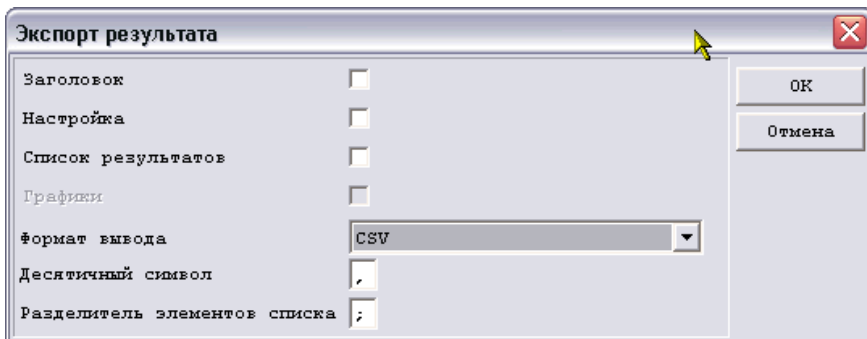 Экспорт результата
Заголовок
OK
Настройка
Отмена
Список результатов
Графики
Формат вывода CSV
Десятичный символ ,
Разделитель элементов списка ;